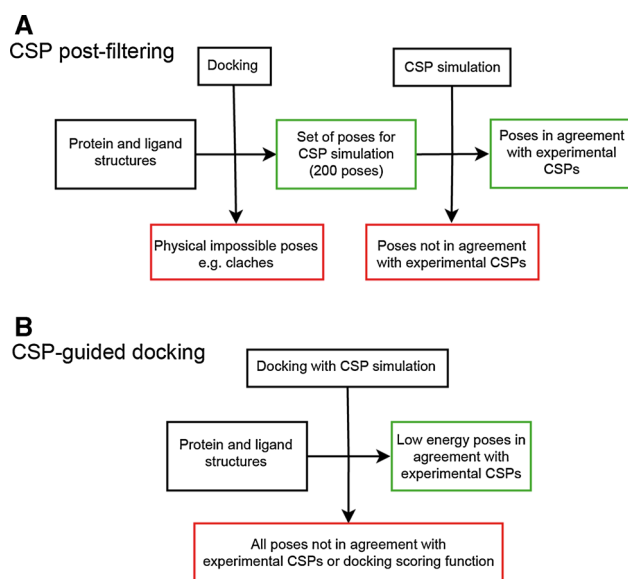 A
CSP post-filtering
Docking
CSP simulation
Protein and ligand
structures
Set of poses for
CSP simulation
(200 poses)
Poses in agreement
with experimental
CSPs
Physical impossible poses
e.g. claches
Poses not in agreement
with experimental CSPs
B
CSP-guided docking
Docking with CSP simulation
Protein and ligand
structures
Low energy poses in
agreement with
experimental CSPs
All poses not in agreement with
experimental CSPs or docking scoring function